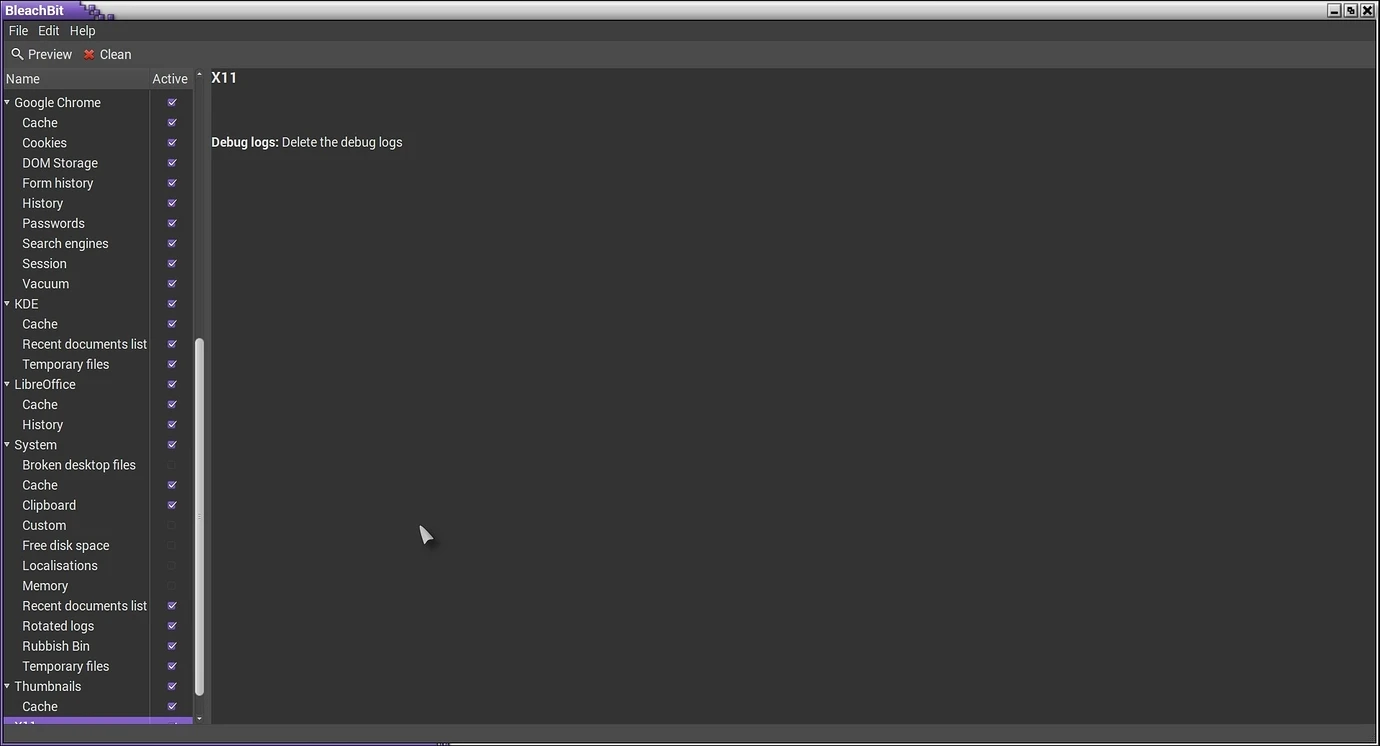 BleachBit
File Edit Help
Preview Clean
Name Active
Google Chrome
Cache
Cookies
DOM Storage
Form history
History
Passwords
Search engines
Session
Vacuum
KDE
Cache
Recent documents list
Temporary files
LibreOffice
Cache
History
System
Broken desktop files
Cache
Clipboard
Custom
Free disk space
Localisations
Memory
Recent documents list
Rotated logs
Rubbish Bin
Temporary files
Thumbnails
Cache
X11
X11
Debug logs: Delete the debug logs